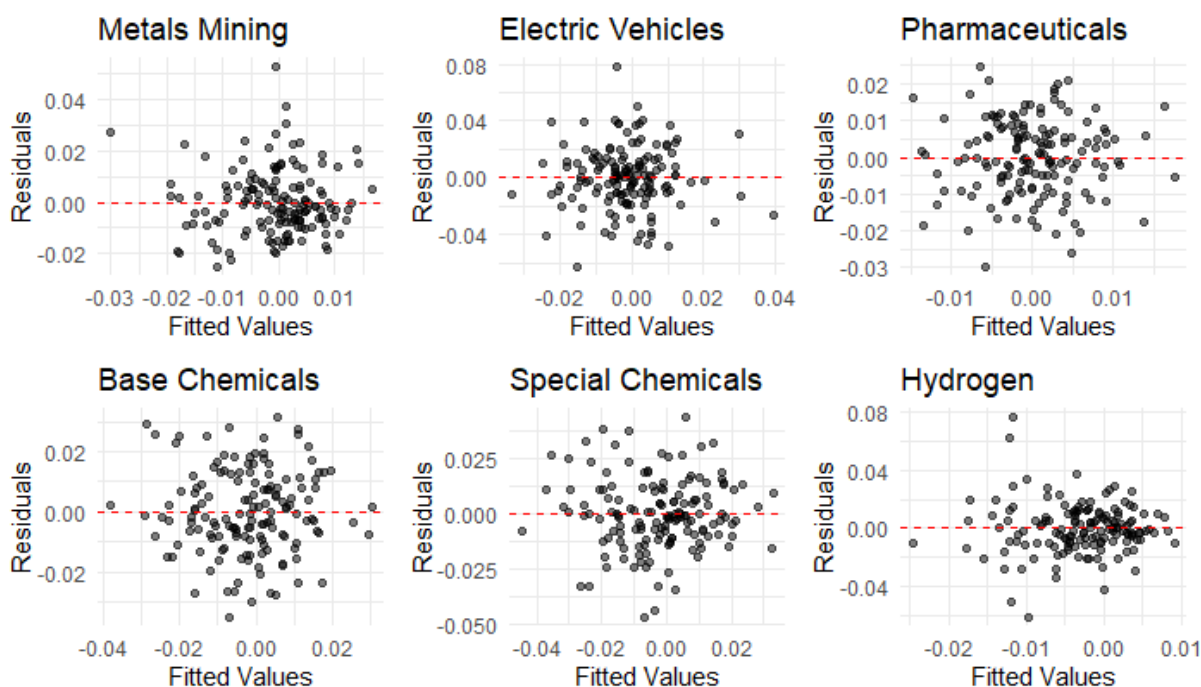 Metals Mining
Electric Vehicles
Pharmaceuticals
Residuals
0.04
0.02
0.00
-0.02
-0.03 -0.02 -0.01 0.00 0.01
Fitted Values
Residuals
0.08
0.04
0.00
-0.04
-0.02 0.00 0.02 0.04
Fitted Values
Residuals
0.02
0.01
0.00
-0.01
-0.02
-0.03
-0.01 0.00 0.01
Fitted Values
Base Chemicals
Special Chemicals
Hydrogen
Residuals
0.02
0.00
-0.02
-0.04 -0.02 0.00 0.02
Fitted Values
Residuals
0.025
0.000
-0.025
-0.050
-0.04 -0.02 0.00 0.02
Fitted Values
Residuals
0.08
0.04
0.00
-0.04
-0.02 -0.01 0.00 0.01
Fitted Values